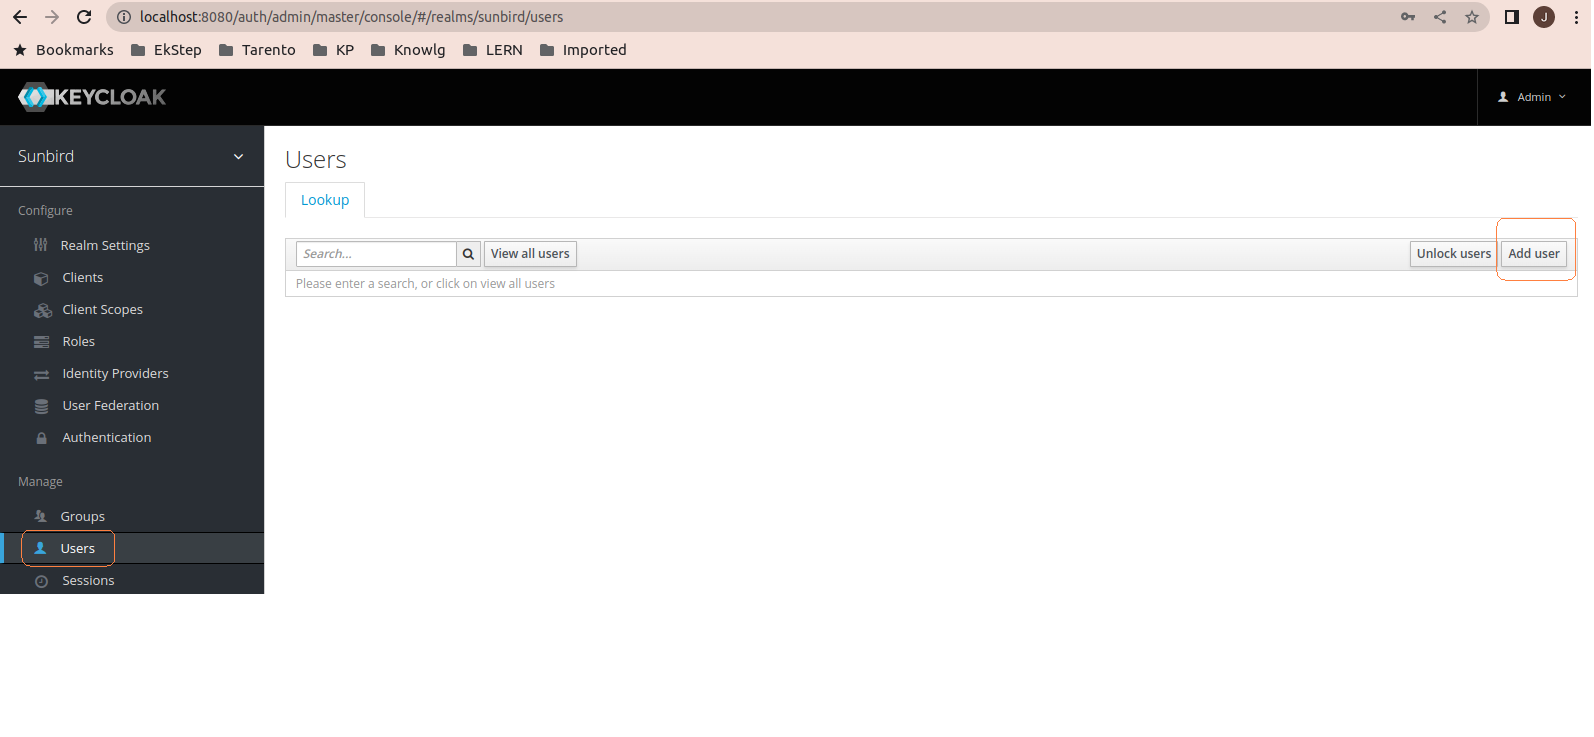 localhost:8080/auth/admin/master/console/#/realms/sunbird/users
J
Bookmarks EkStep Tarento KP Knowlg LERN Imported
KEYCLOAK
Admin
Sunbird
Users
Lookup
Configure
Realm Settings
Search... View all users Unlock users Add user
Clients
Please enter a search, or click on view all users
Client Scopes
Roles
Identity Providers
User Federation
Authentication
Manage
Groups
Users
Sessions